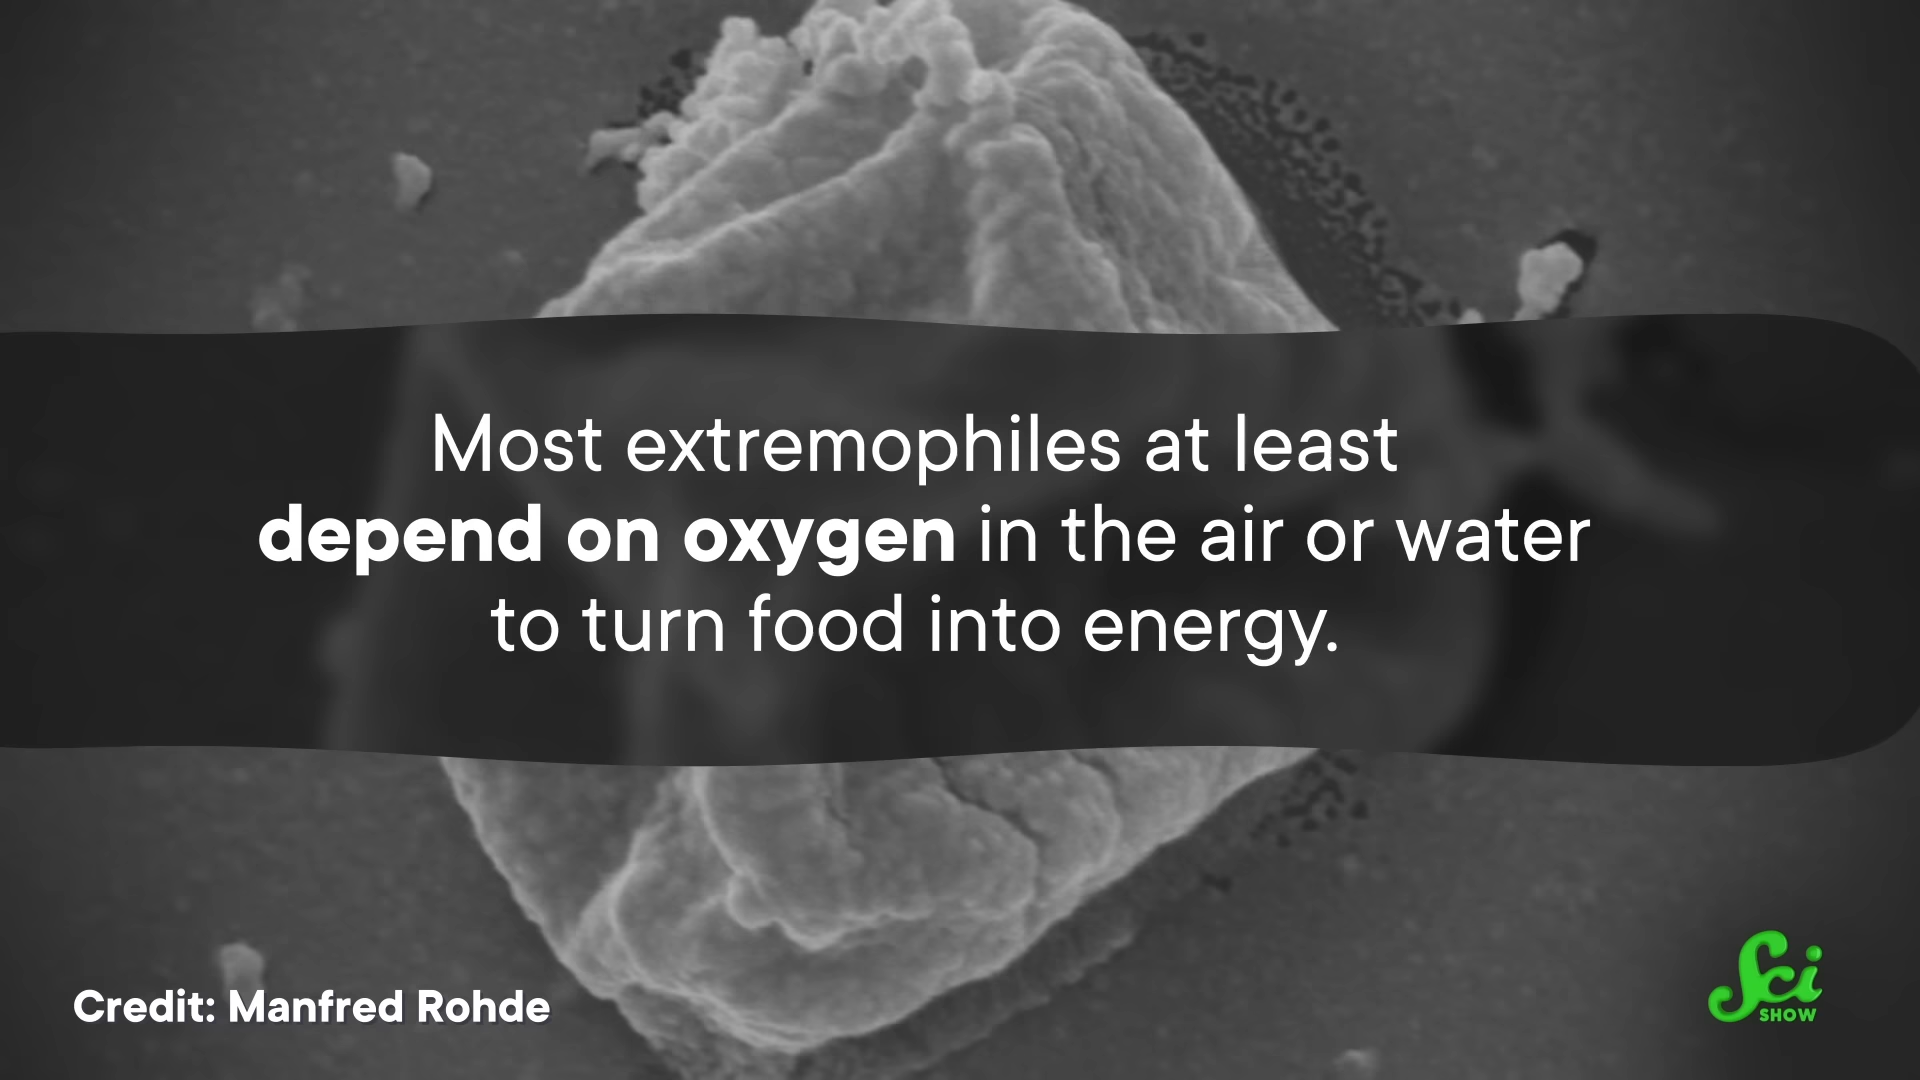 Most extremophiles at least
depend on oxygen in the air or water
to turn food into energy.
Credit: Manfred Rohde
Sci
SHOW